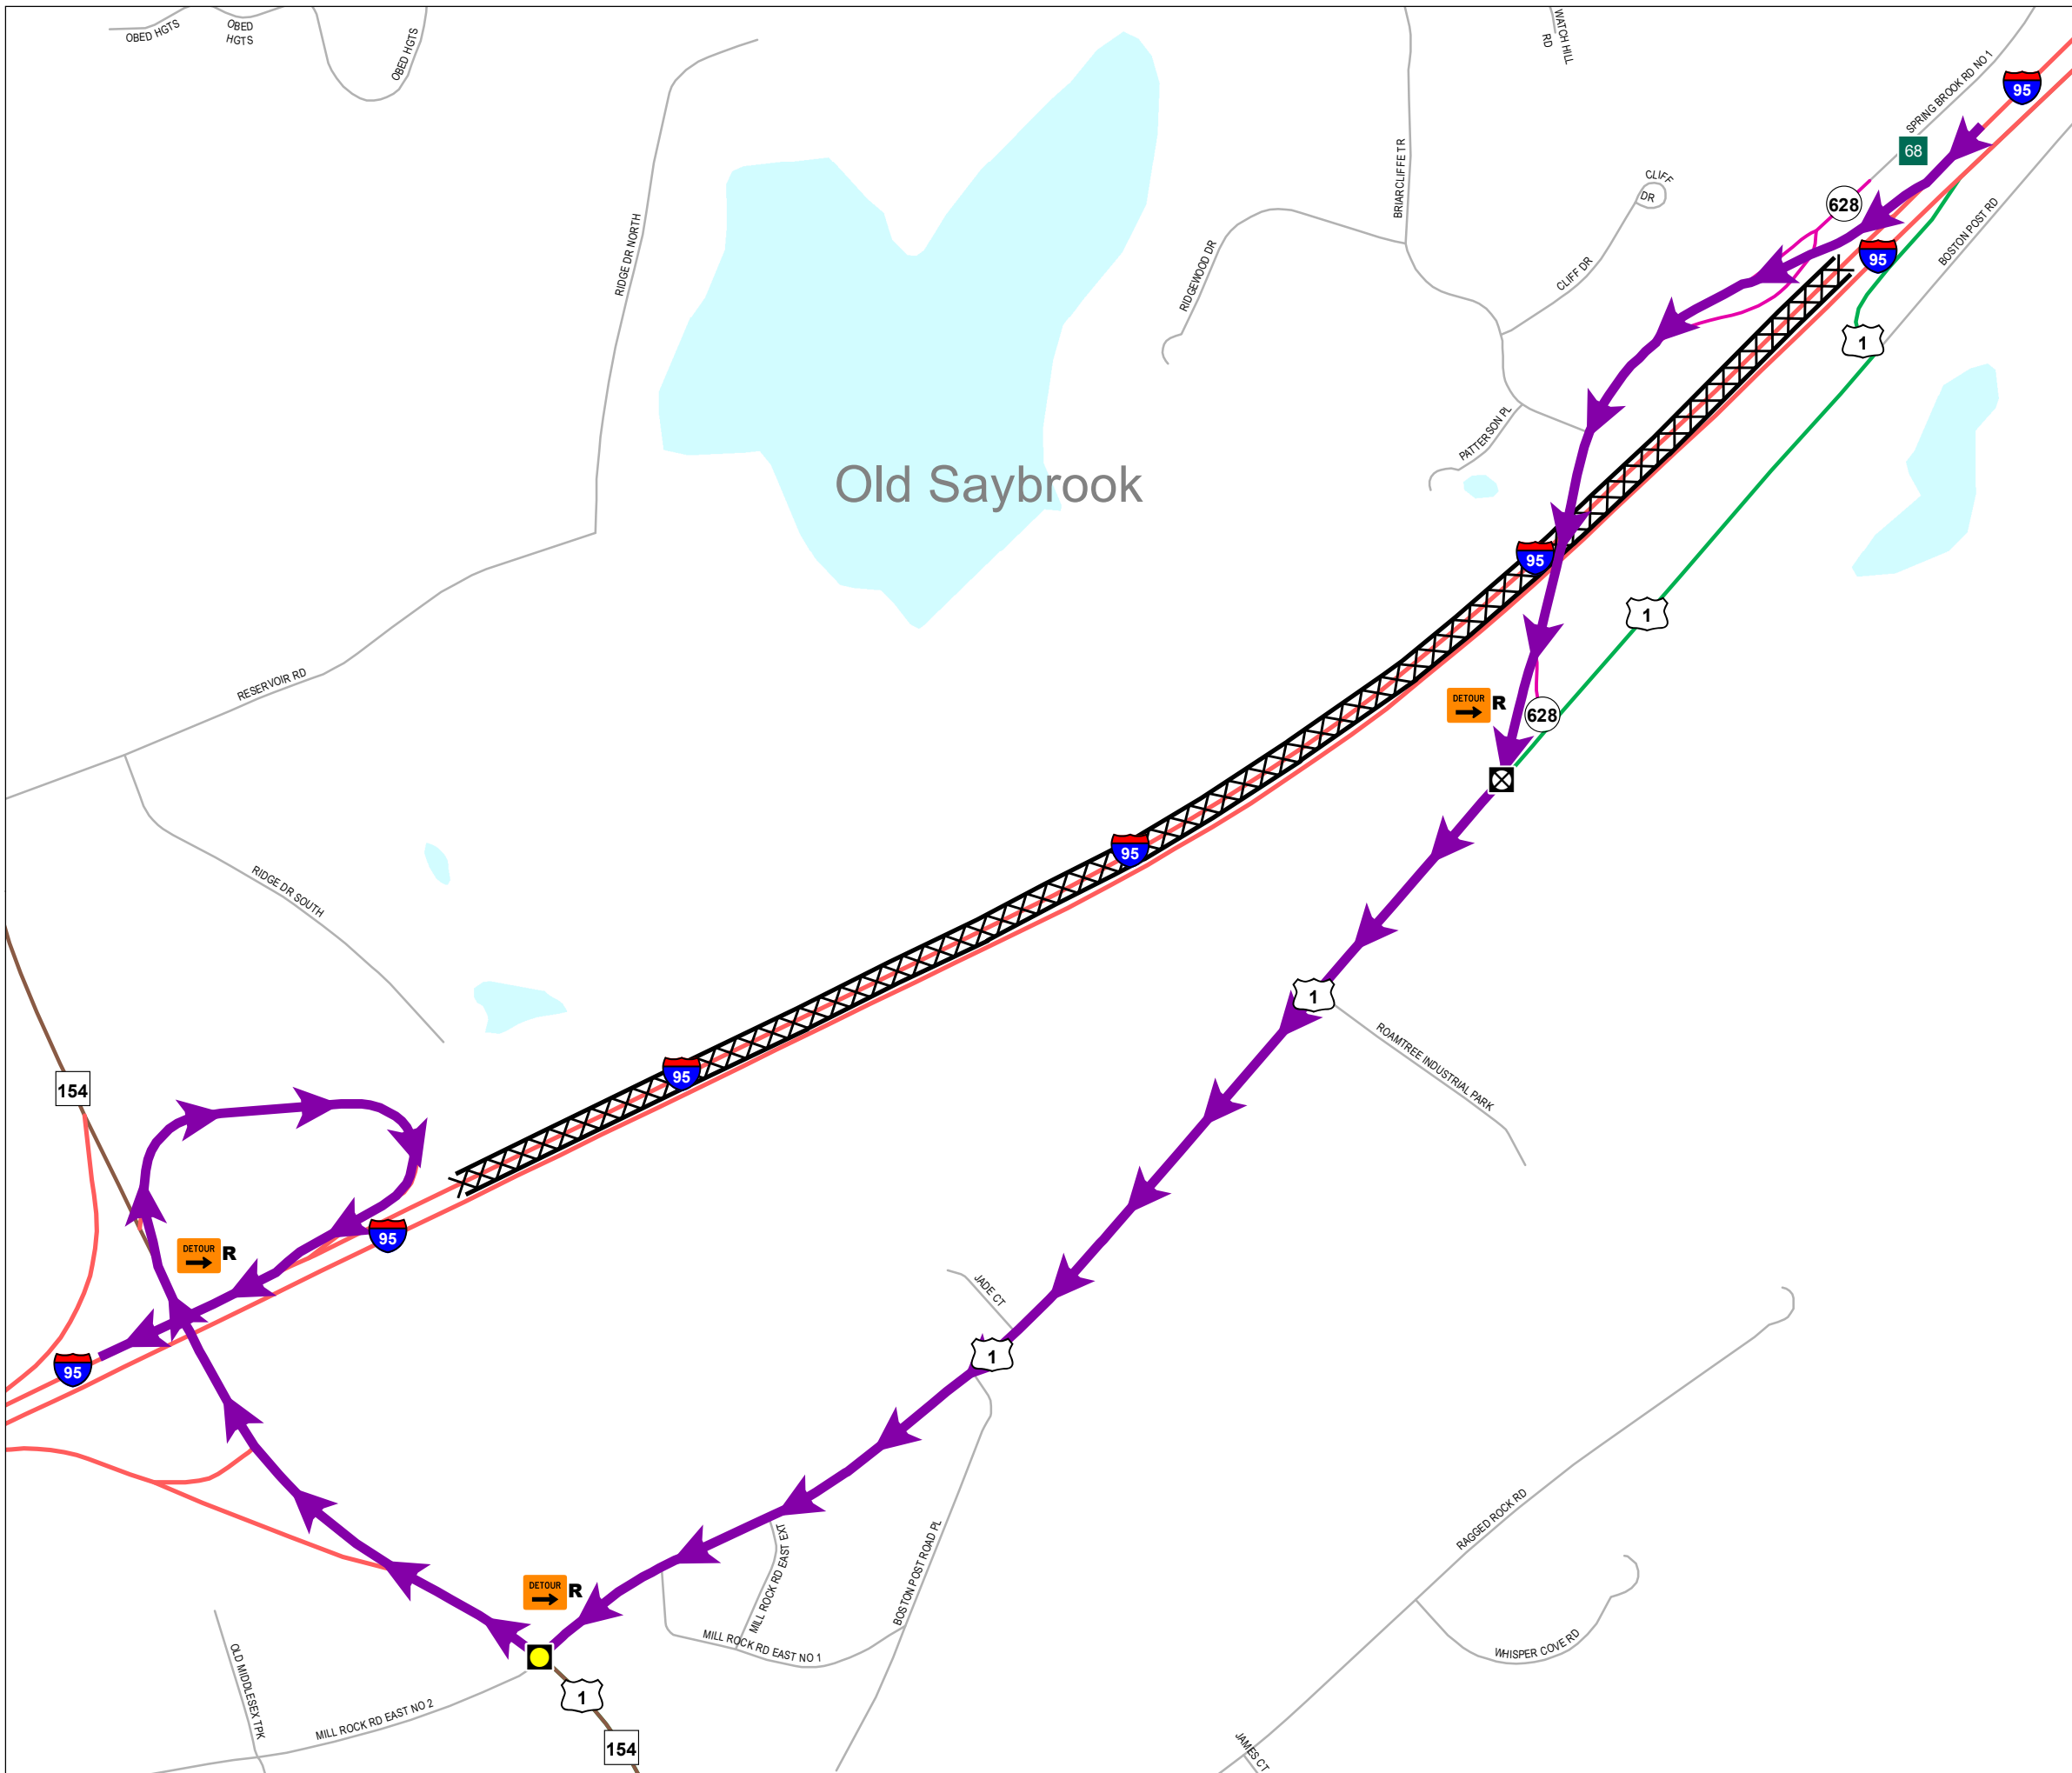 OBED HGTS
OBED
HGTS
OBED HGTS
WATCH HILL
RD
SPRING BROOK RD NO 1
95
68
BRIARCLIFFE TR
CLIFF
DR
628
RIDGE DR NORTH
RIDGEWOOD DR
CLIFF DR
95
BOSTON POST RD
1
PATTERSON PL
Old Saybrook
95
1
RESERVOIR RD
DETOUR
R
628
95
RIDGE DR SOUTH
1
ROAMTREE INDUSTRIAL PARK
95
154
DETOUR
R
95
JADE CT
1
95
RAGGED ROCK RD
MILL ROCK RD EAST EXT
BOSTON POST ROAD PL
DETOUR
R
MILL ROCK RD EAST NO 1
WHISPER COVE RD
OLD MIDDLESEX TPK
1
MILL ROCK RD EAST NO 2
154
JAMES CT